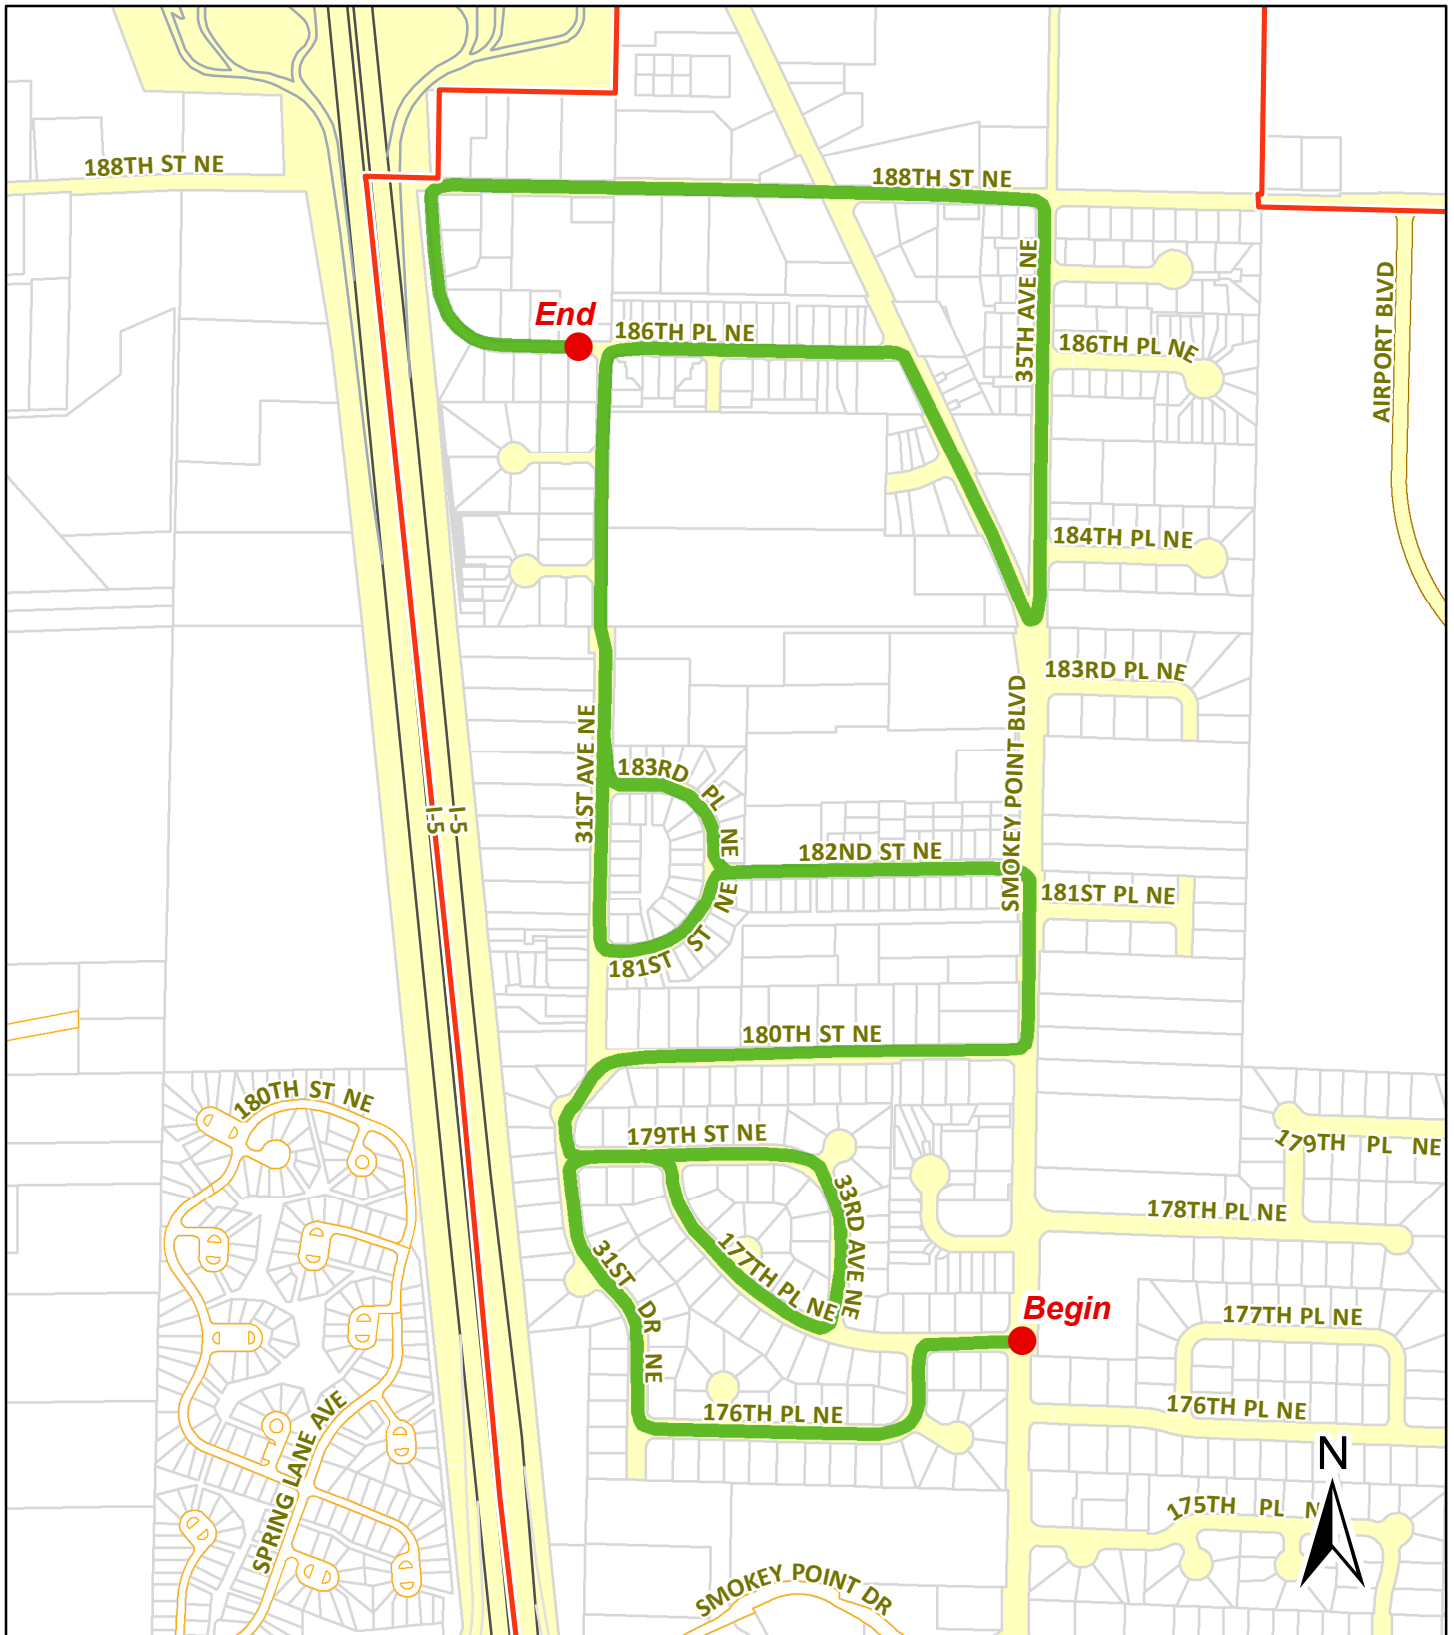 188TH ST NE
188TH ST NE
35TH AVE NE
AIRPORT BLVD
End
186TH PL NE
186TH PL NE
184TH PL NE
183RD PL NE
SMOKEY POINT BLVD
31ST AVE NE
183RD PL NE
I-5
I-5
182ND ST NE
181ST PL NE
181ST ST NE
180TH ST NE
180TH ST NE
179TH ST NE
179TH PL NE
33RD AVE NE
178TH PL NE
177TH PL NE
31ST DR NE
Begin
177TH PL NE
176TH PL NE
176TH PL NE
SPRING LANE AVE
N
175TH PL N
SMOKEY POINT DR